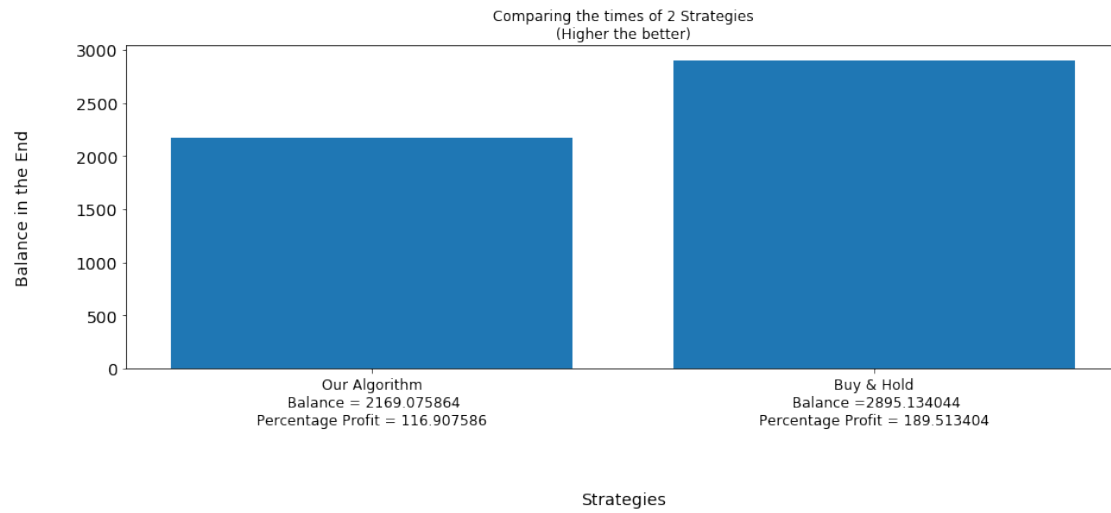 Comparing the times of 2 Strategies
(Higher the better)
3000
2500
2000
1500
1000
500
0
Balance in the End
Our Algorithm
Balance = 2169.075864
Percentage Profit = 116.907586
Buy & Hold
Balance =2895.134044
Percentage Profit = 189.513404
Strategies